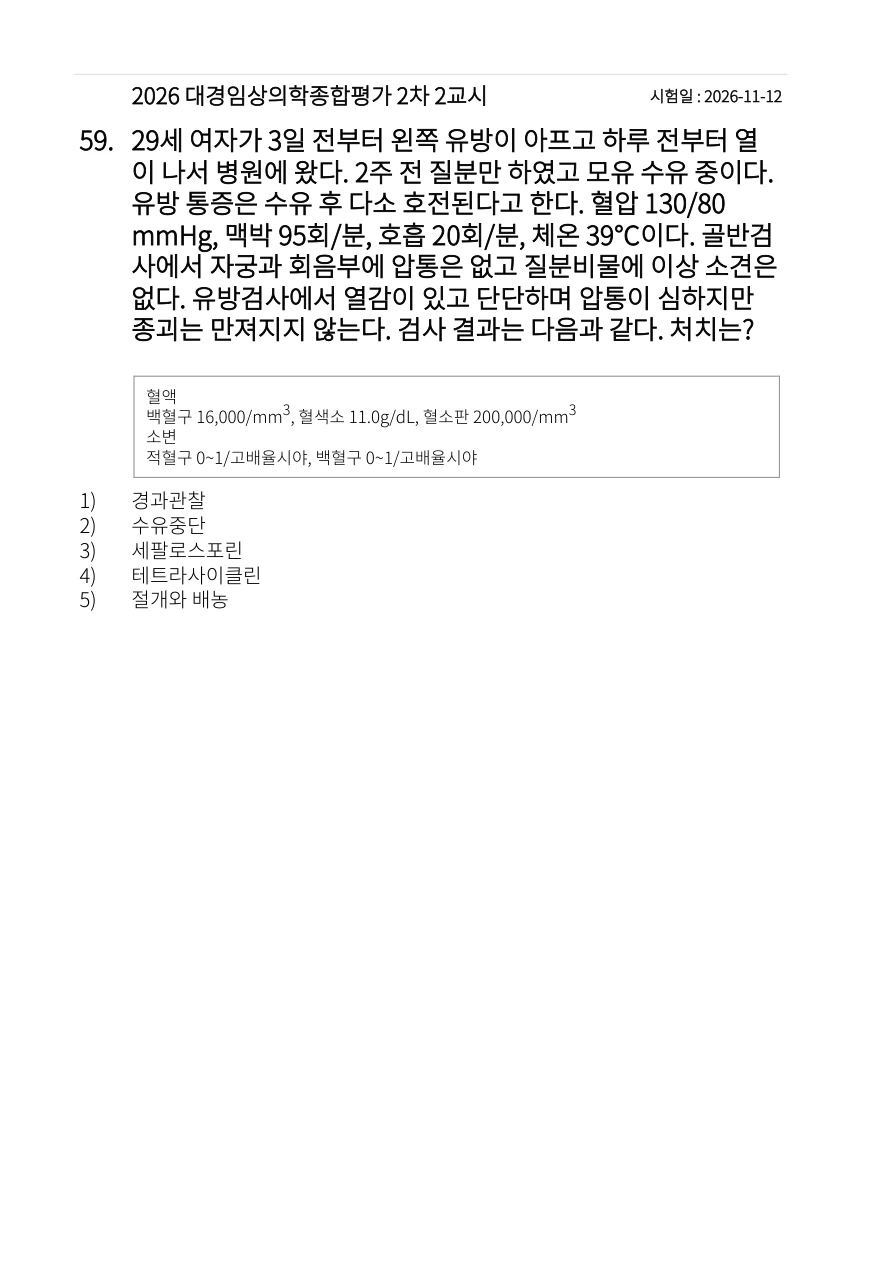 2026 대경임상의학종합평가 2차 2교시 시험일 : 2026-11-12
59. 29세 여자가 3일 전부터 왼쪽 유방이 아프고 하루 전부터 열
이 나서 병원에 왔다. 2주 전 질분만 하였고 모유 수유 중이다.
유방 통증은 수유 후 다소 호전된다고 한다. 혈압 130/80
mmHg, 맥박 95회/분, 호흡 20회/분, 체온 39℃이다. 골반검
사에서 자궁과 회음부에 압통은 없고 질분비물에 이상 소견은
없다. 유방검사에서 열감이 있고 단단하며 압통이 심하지만
종괴는 만져지지 않는다. 검사 결과는 다음과 같다. 처치는?
혈액
백혈구 16,000/mm³, 혈색소 11.0g/dL, 혈소판 200,000/mm³
소변
적혈구 0~1/고배율시야, 백혈구 0~1/고배율시야
1) 경과관찰
2) 수유중단
3) 세팔로스포린
4) 테트라사이클린
5) 절개와 배농